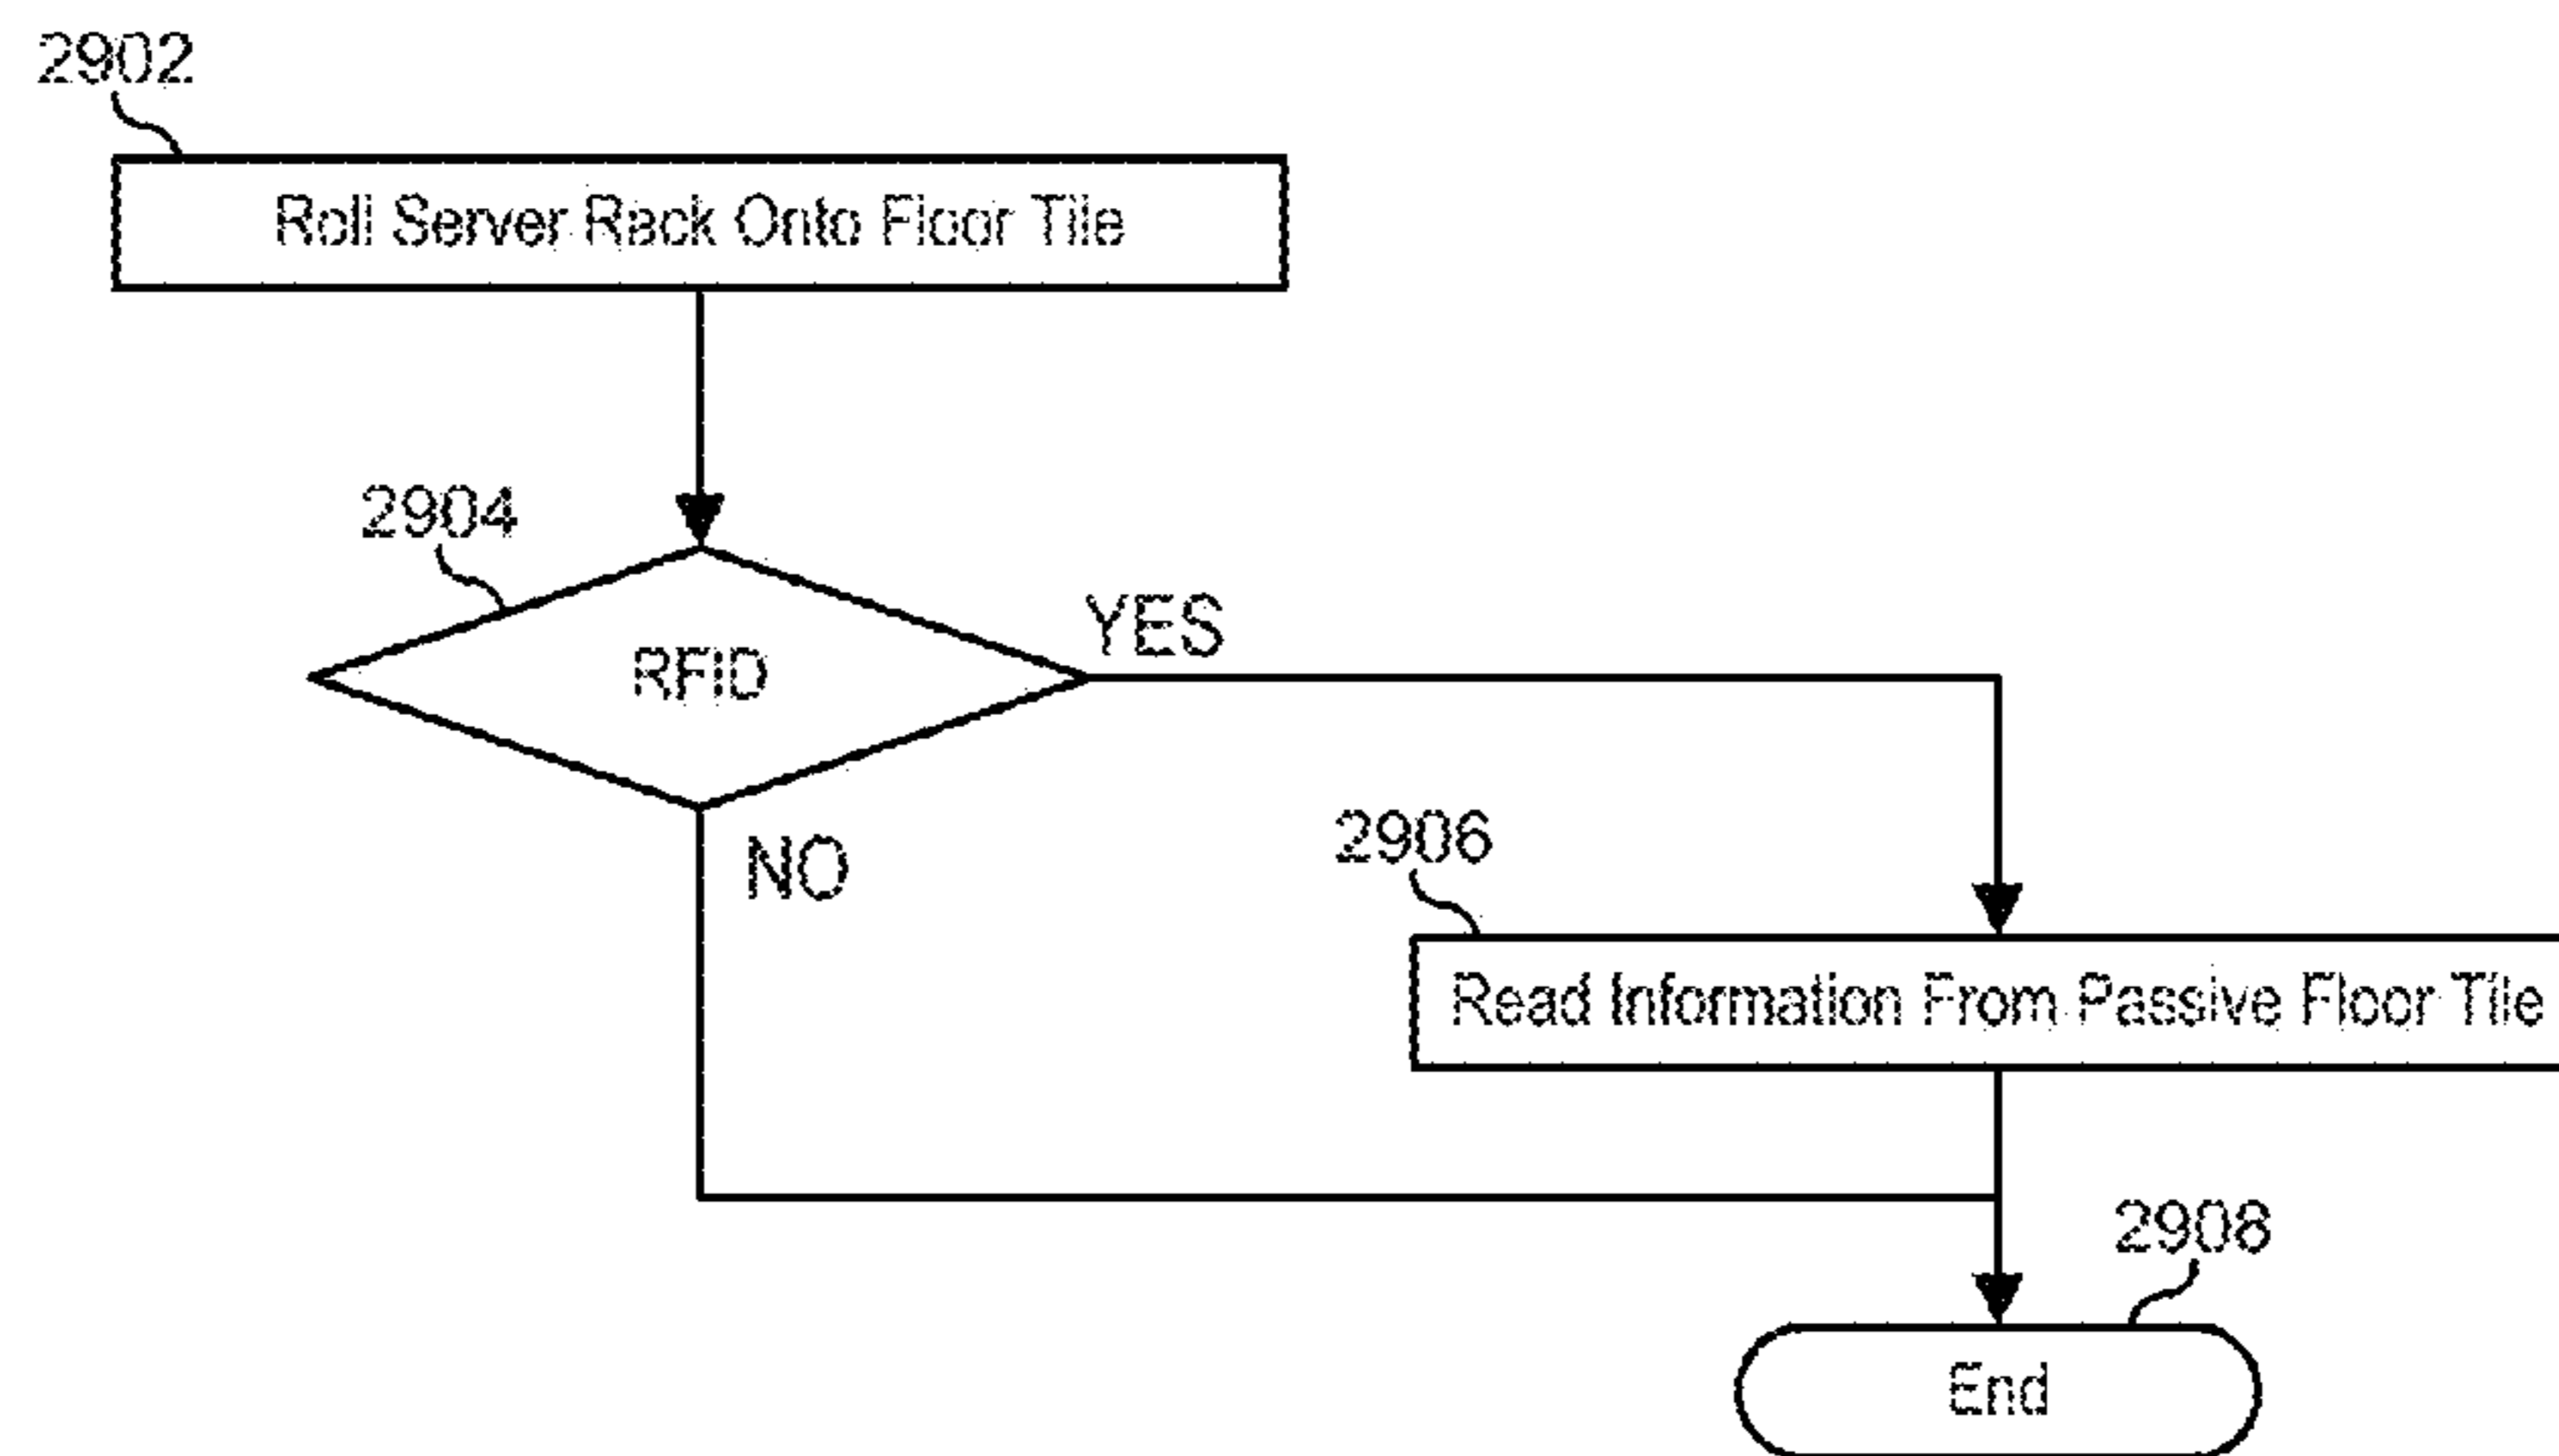 2902
Roll Server Rack Onto Floor Tile
2904
RFID
YES
NO
2906
Read Information From Passive Floor Tile
2908
End